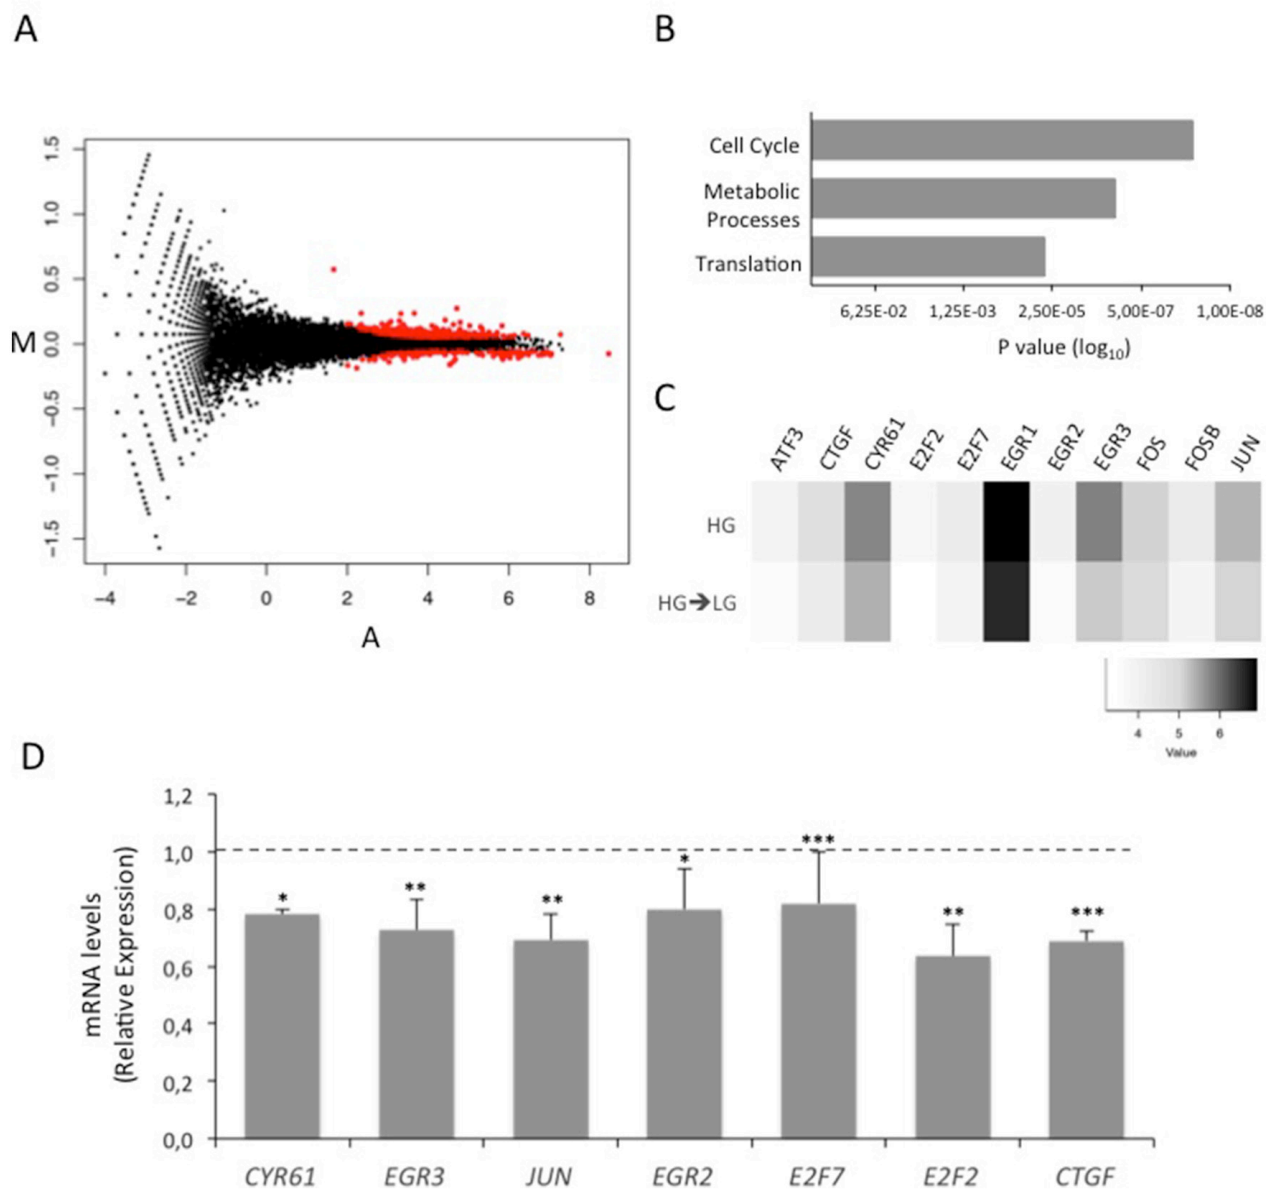 A
M
1.5
1.0
0.5
0.0
−0.5
−1.0
−1.5
−4 −2 0 2 4 6 8
A
B
Cell Cycle
Metabolic
Processes
Translation
6,25E-02 1,25E-03 2,50E-05 5,00E-07 1,00E-08
P value (log10)
C
ATF3 CTGF CYR61 E2F2 E2F7 EGR1 EGR2 EGR3 FOS FOSB JUN
HG
HG➔LG
4 5 6
Value
D
mRNA levels
(Relative Expression)
1,2
1,0
0,8
0,6
0,4
0,2
0,0
* ** ** * *** ** ***
CYR61 EGR3 JUN EGR2 E2F7 E2F2 CTGF